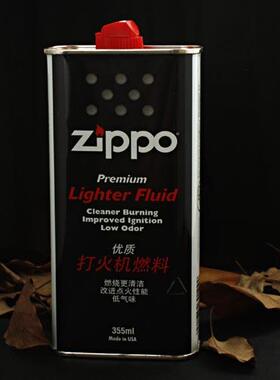 zippo
Premium
Lighter Fluid
Cleaner Burning
Improved Ignition
Low Odor
优质
打火机燃料
燃烧更清洁
改进点火性能
低气味
355ml
Made in USA